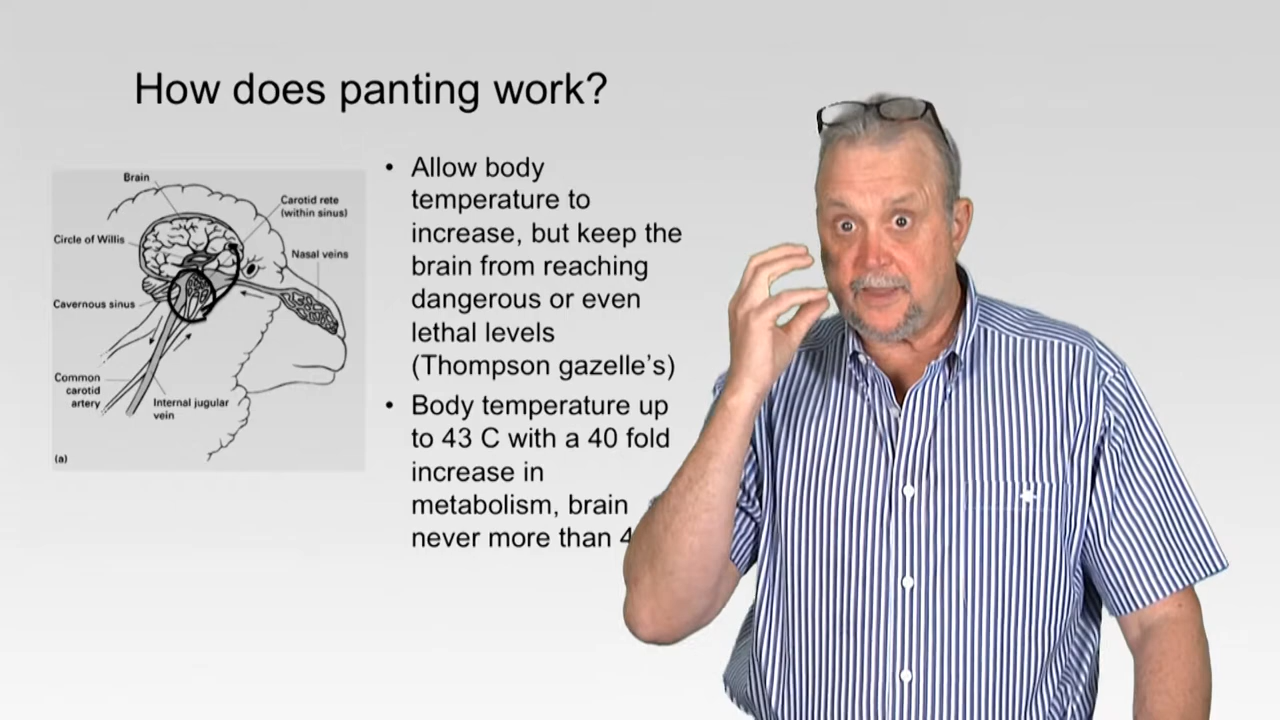 How does panting work?
Brain
Carotid rete
(within sinus)
Circle of Willis
Nasal veins
Cavernous sinus
Common
carotid
artery
Internal jugular
vein
(a)
• Allow body
temperature to
increase, but keep the
brain from reaching
dangerous or even
lethal levels
(Thompson gazelle's)
• Body temperature up
to 43 C with a 40 fold
increase in
metabolism, brain
never more than